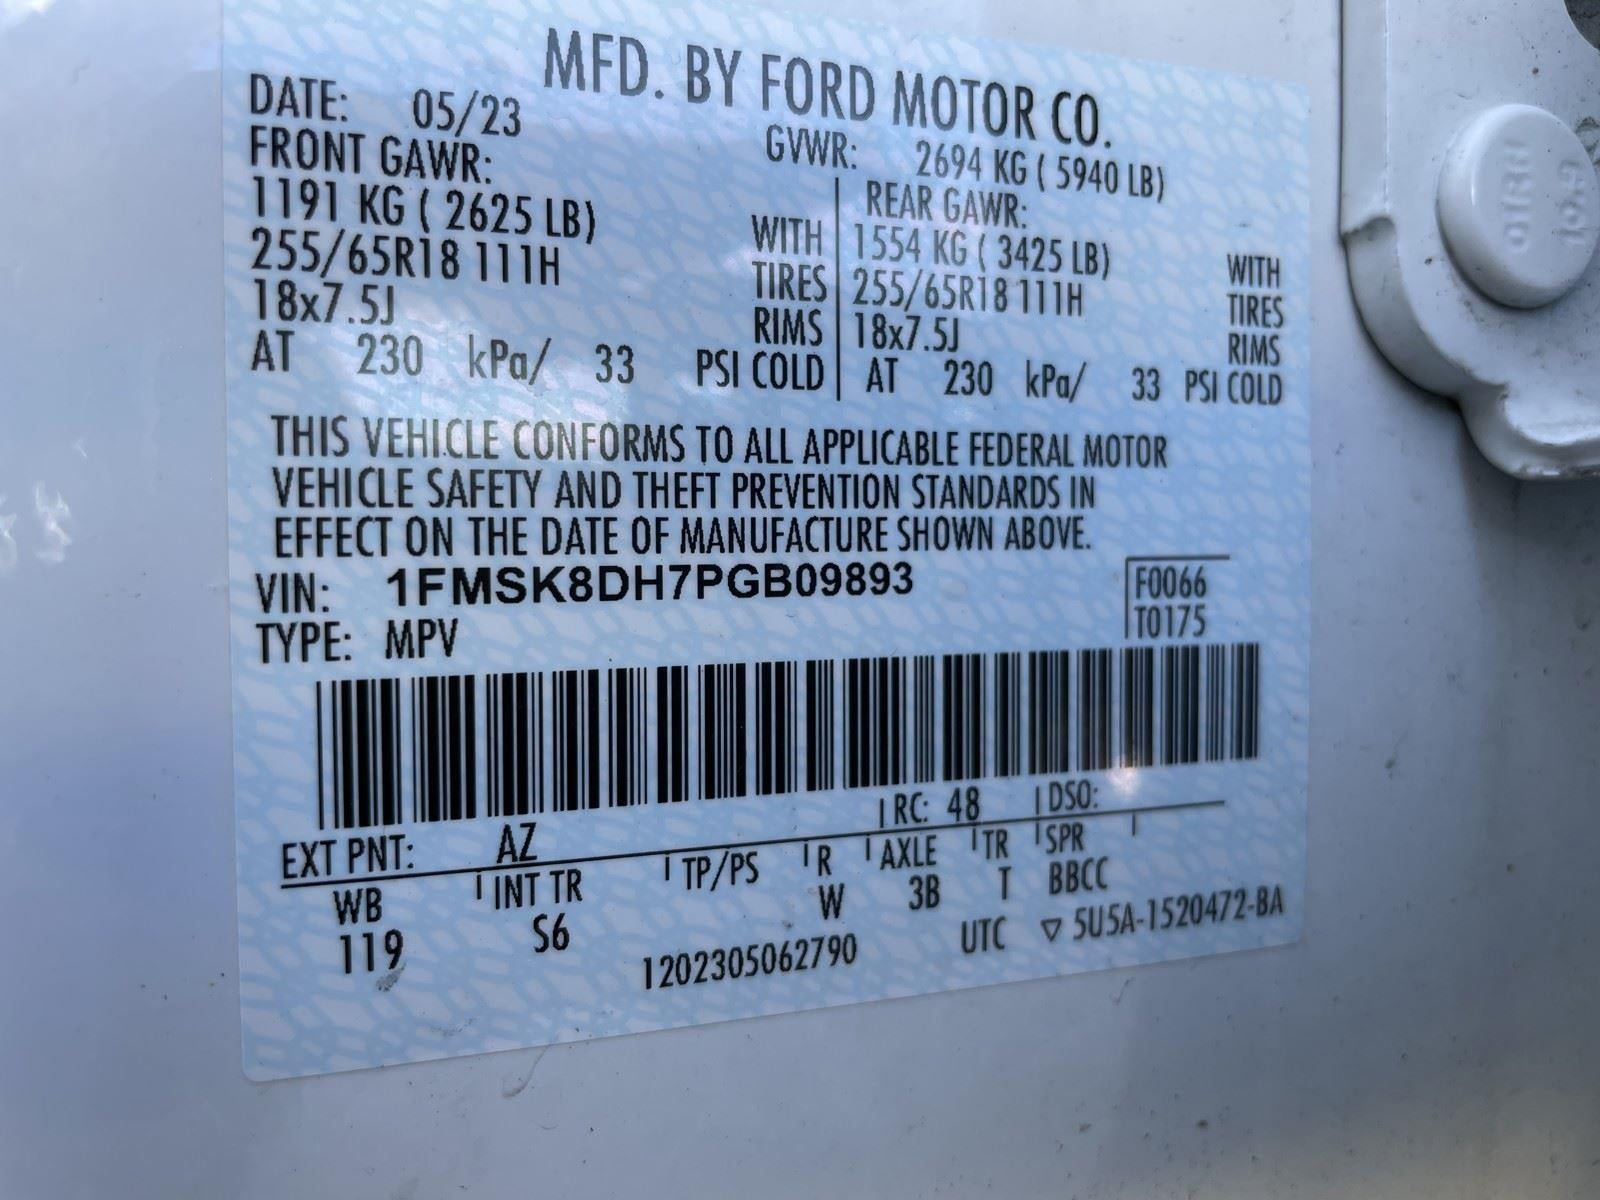 MFD. BY FORD MOTOR CO.
DATE: 05/23 GVWR: 2694 KG ( 5940 LB)
FRONT GAWR: REAR GAWR:
1191 KG ( 2625 LB) WITH 1554 KG ( 3425 LB) WITH
255/65R18 111H TIRES 255/65R18 111H TIRES
18x7.5J RIMS 18x7.5J RIMS
AT 230 kPa/ 33 PSI COLD AT 230 kPa/ 33 PSI COLD
THIS VEHICLE CONFORMS TO ALL APPLICABLE FEDERAL MOTOR
VEHICLE SAFETY AND THEFT PREVENTION STANDARDS IN
EFFECT ON THE DATE OF MANUFACTURE SHOWN ABOVE.
VIN: 1FMSK8DH7PGB09893 F0066
TYPE: MPV T0175
EXT PNT: AZ RC: 48 DSO:
WB INT TR TP/PS R AXLE TR SPR
119 S6 W 3B T BBCC
1202305062790 UTC ▽ 5U5A-1520472-BA